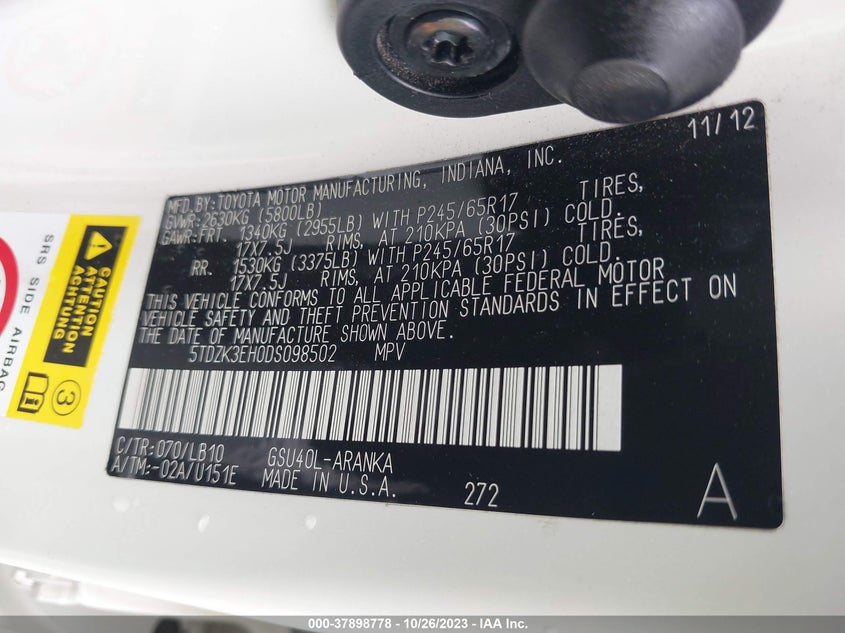 11/12
MFD.BY:TOYOTA MOTOR MANUFACTURING, INDIANA, INC.
GVWR:2630KG (5800LB)
GAWR:FRT. 1340KG (2955LB) WITH P245/65R17 TIRES,
17X7.5J RIMS, AT 210KPA (30PSI) COLD.
RR. 1530KG (3375LB) WITH P245/65R17 TIRES,
17X7.5J RIMS, AT 210KPA (30PSI) COLD.
THIS VEHICLE CONFORMS TO ALL APPLICABLE FEDERAL MOTOR
VEHICLE SAFETY AND THEFT PREVENTION STANDARDS IN EFFECT ON
THE DATE OF MANUFACTURE SHOWN ABOVE.
5TDZK3EH0DS098502 MPV
C/TR:070/LB10 GSU40L-ARANKA
A/TM:-02A/U151E MADE IN U.S.A. 272 A
CAUTION
ATTENTION
ACHTUNG
3
SRS SIDE AIRBAG
000-37898778 - 10/26/2023 - IAA Inc.